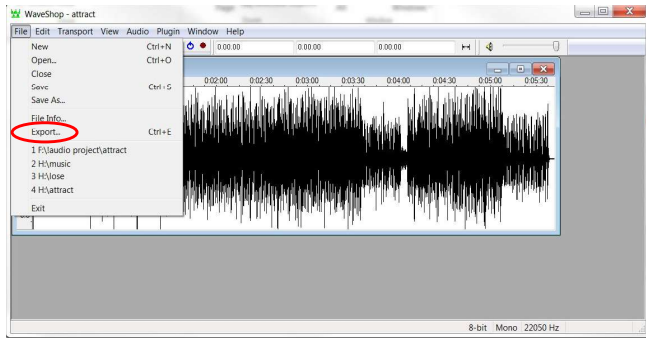 WaveShop - attract
File Edit Transport View Audio Plugin Window Help
New Ctrl+N
0:00.00 0:00.00 0:00.00
Open... Ctrl+O
Close
Save Ctrl+S
0:02:00 0:02:30 0:03:00 0:03:30 0:04:00 0:04:30 0:05:00 0:05:30
Save As...
File Info...
Export... Ctrl+E
1 F:\laudio project\attract
2 H:\music
3 H:\lose
4 H:\attract
Exit
8-bit Mono 22050 Hz